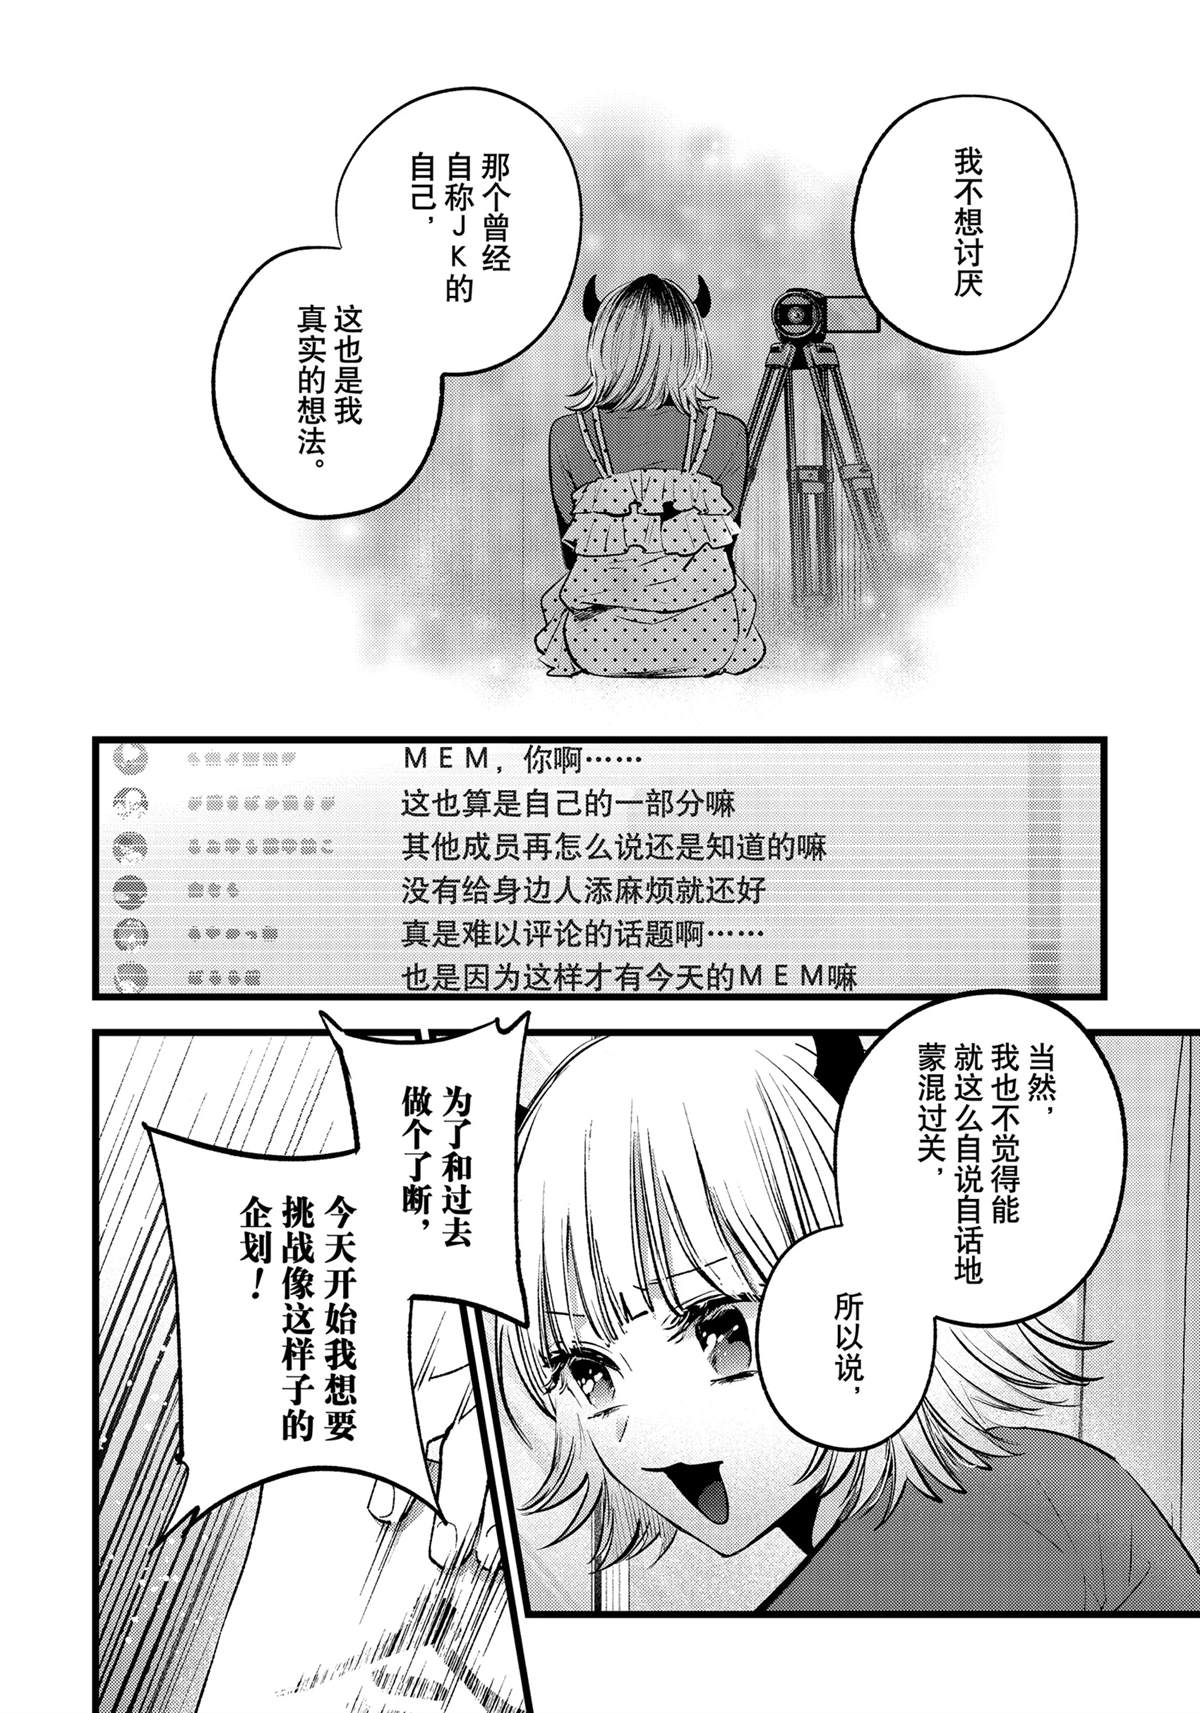 我不想讨厌
那个曾经
自称JK的
自己，
这也是我
真实的想法。
MEM，你啊……
这也算是自己的一部分嘛
其他成员再怎么说还是知道的嘛
没有给身边人添麻烦就还好
真是难以评论的话题啊……
也是因为这样才有今天的MEM嘛
当然，
我也不觉得能
就这么自说自话地
蒙混过关，
所以说，
为了和过去
做个了断，
今天开始我想要
挑战像这样子的
企划！